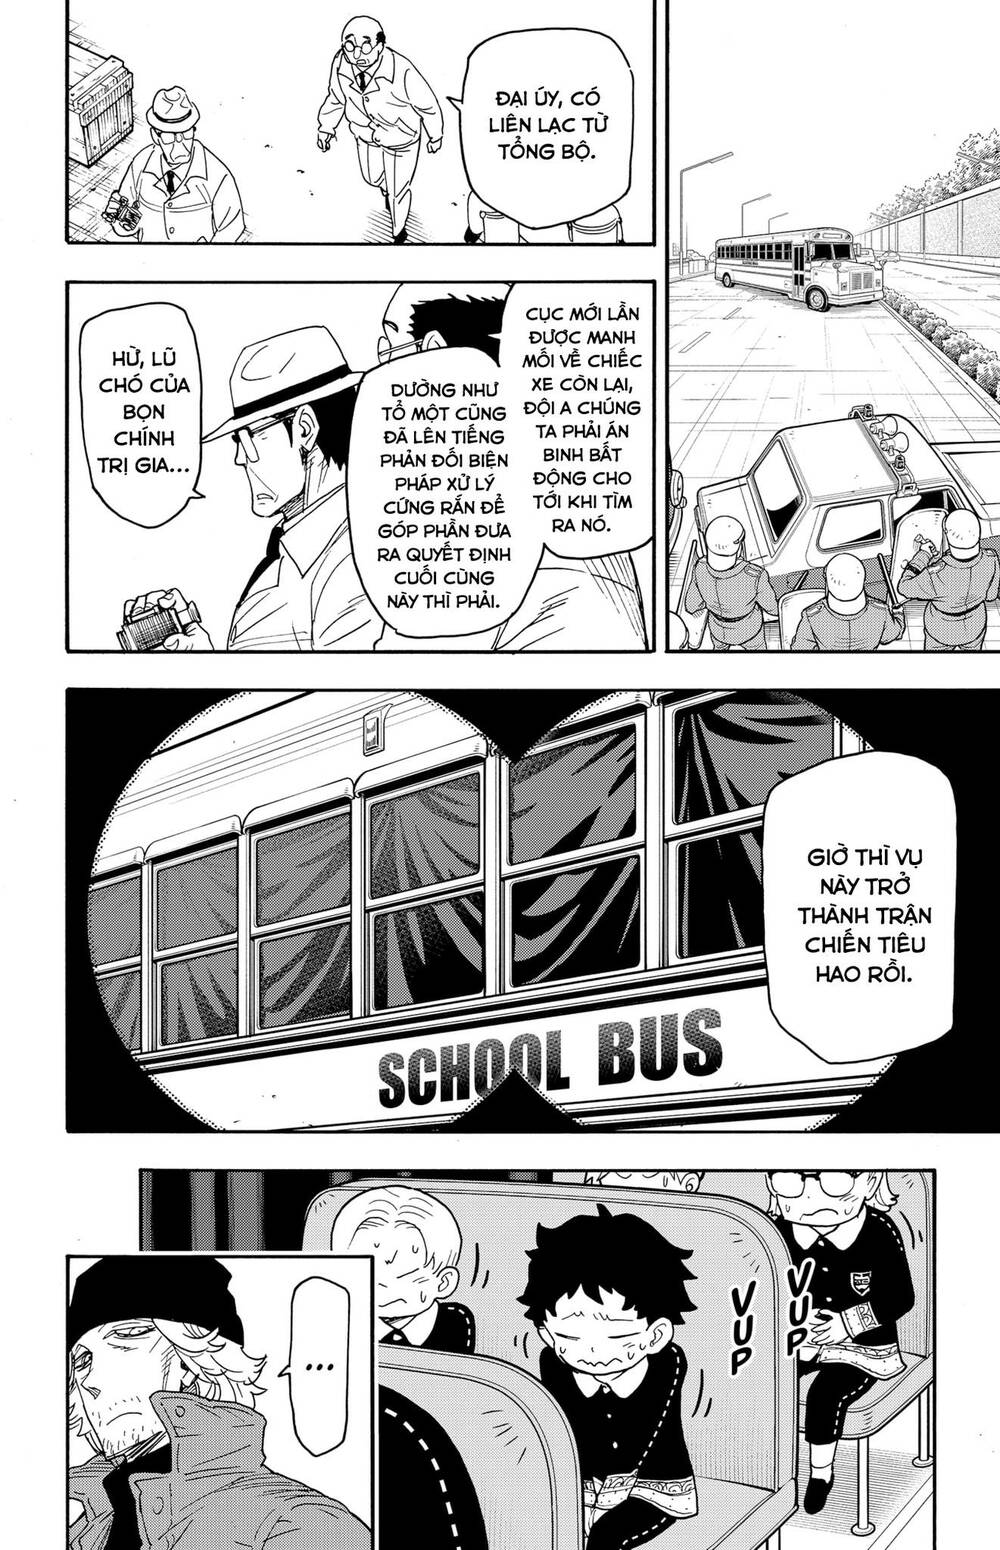 ĐẠI ÚY, CÓ
LIÊN LẠC TỪ
TỔNG BỘ.
CỤC MỚI LẦN
ĐƯỢC MANH
MỐI VỀ CHIẾC
XE CÒN LẠI,
ĐỘI A CHÚNG
TA PHẢI ÁN
BINH BẤT
ĐỘNG CHO
TỚI KHI TÌM
RA NÓ.
DƯỜNG NHƯ
TỔ MỘT CŨNG
ĐÃ LÊN TIẾNG
PHẢN ĐỐI BIỆN
PHÁP XỬ LÝ
CỨNG RẮN ĐỂ
GÓP PHẦN ĐƯA
RA QUYẾT ĐỊNH
CUỐI CÙNG
NÀY THÌ PHẢI.
HỪ, LŨ
CHÓ CỦA
BỌN
CHÍNH
TRỊ GIA...
GIỜ THÌ VỤ
NÀY TRỞ
THÀNH TRẬN
CHIẾN TIÊU
HAO RỒI.
SCHOOL BUS
VUP
VUP
...